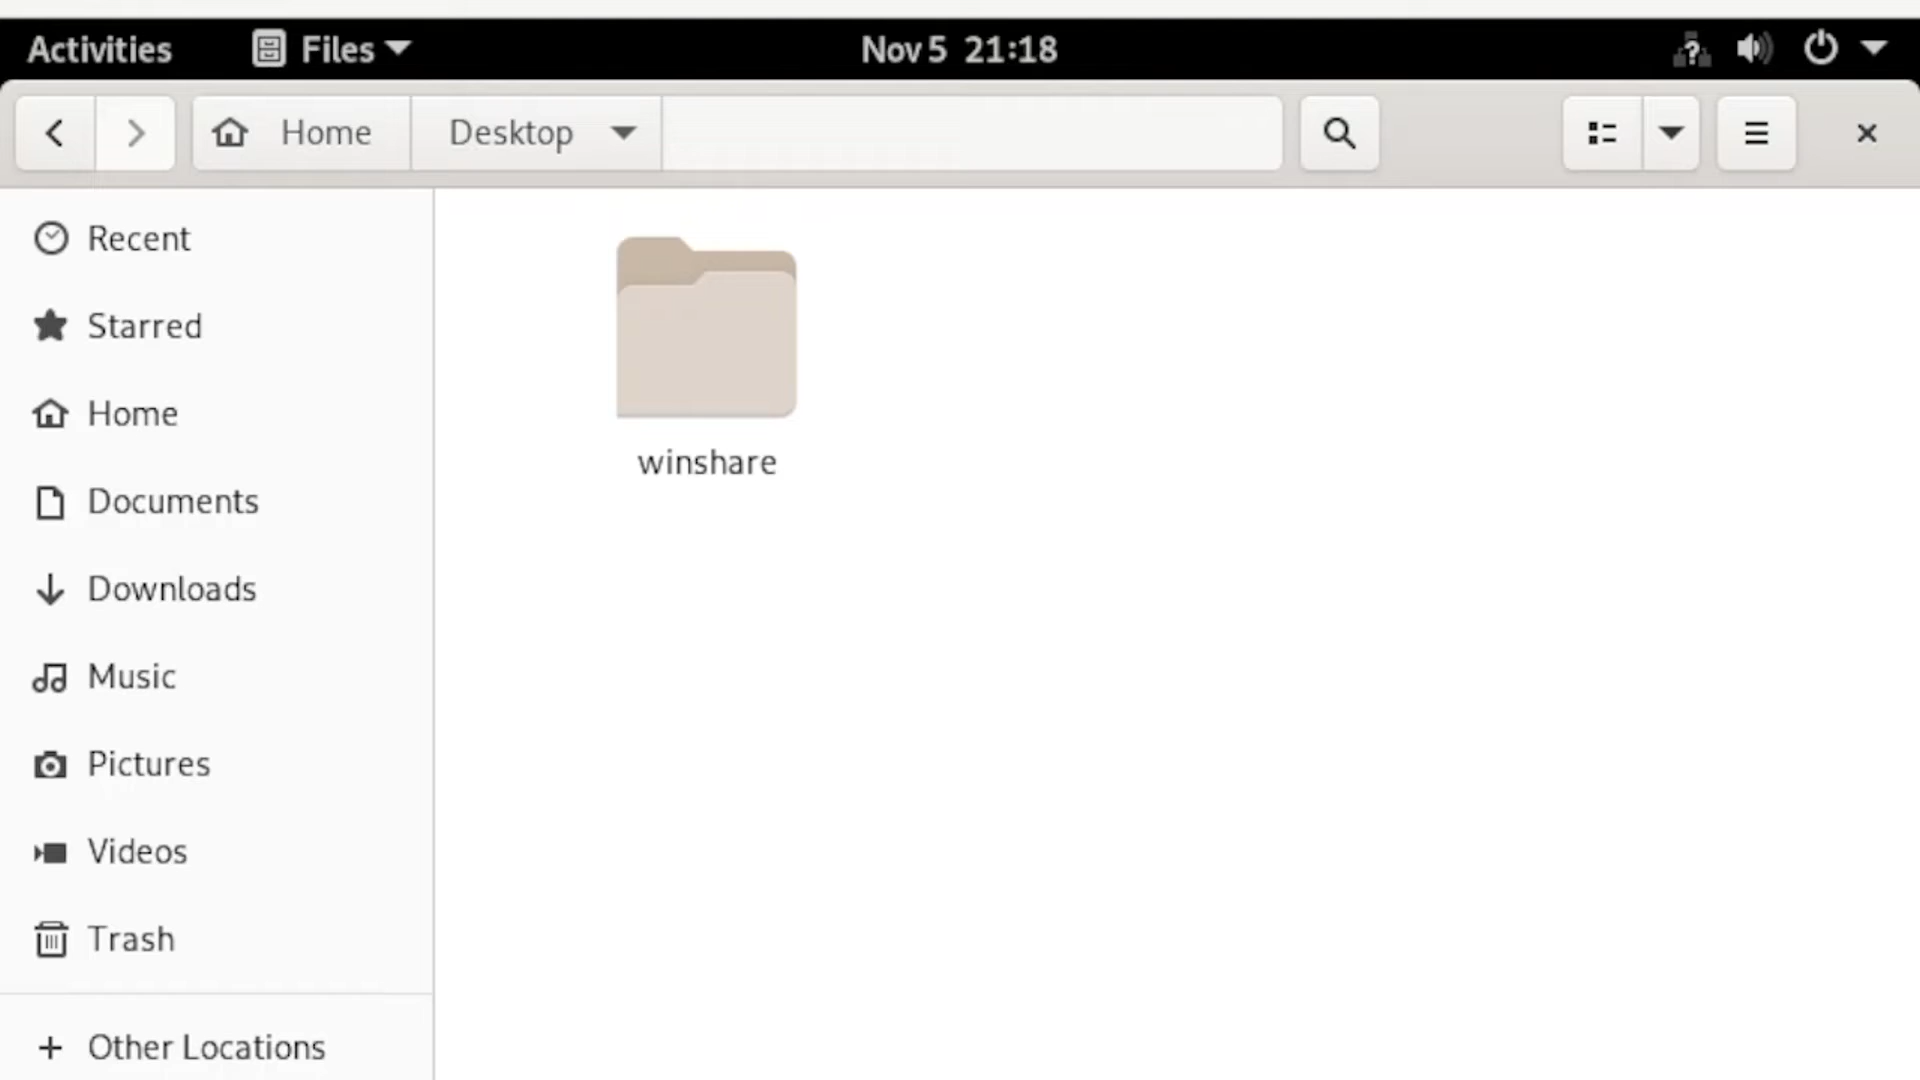 Activities Files Nov 5 21:18
Home Desktop
Recent
Starred
Home
Documents
Downloads
Music
Pictures
Videos
Trash
Other Locations
winshare